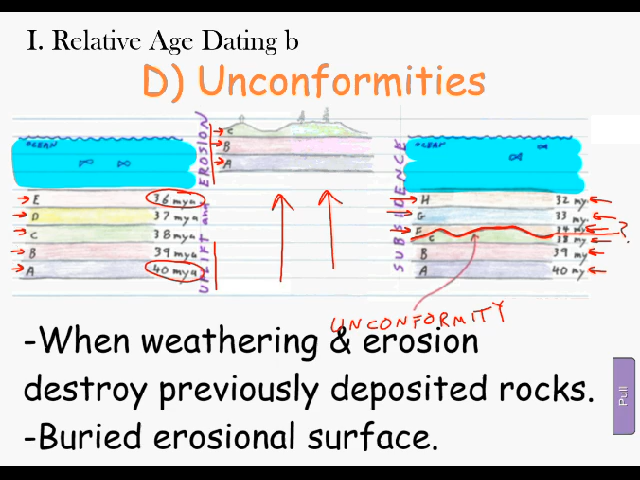 I. Relative Age Dating b
D) Unconformities
OCEAN
E 36 mya
D 37 mya
C 38 mya
B 39 mya
A 40 mya
UPLIFT and EROSION
C
B
A
SUBSIDENCE
OCEAN
H 32 my
G 33 my
F 34 my
C 38 my
B 39 my
A 40 my
?
UNCONFORMITY
-When weathering & erosion
destroy previously deposited rocks.
-Buried erosional surface.
Pull